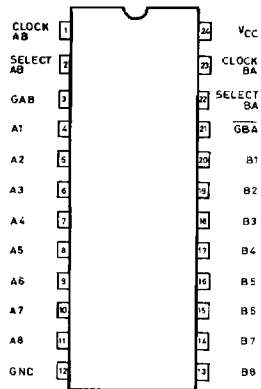 CLOCK AB 1 24 VCC
SELECT AB 2 23 CLOCK BA
GAB 3 22 SELECT BA
A1 4 21 GBA
A2 5 20 B1
A3 6 19 B2
A4 7 18 B3
A5 8 17 B4
A6 9 16 B5
A7 10 15 B6
A8 11 14 B7
GNC 12 13 B8